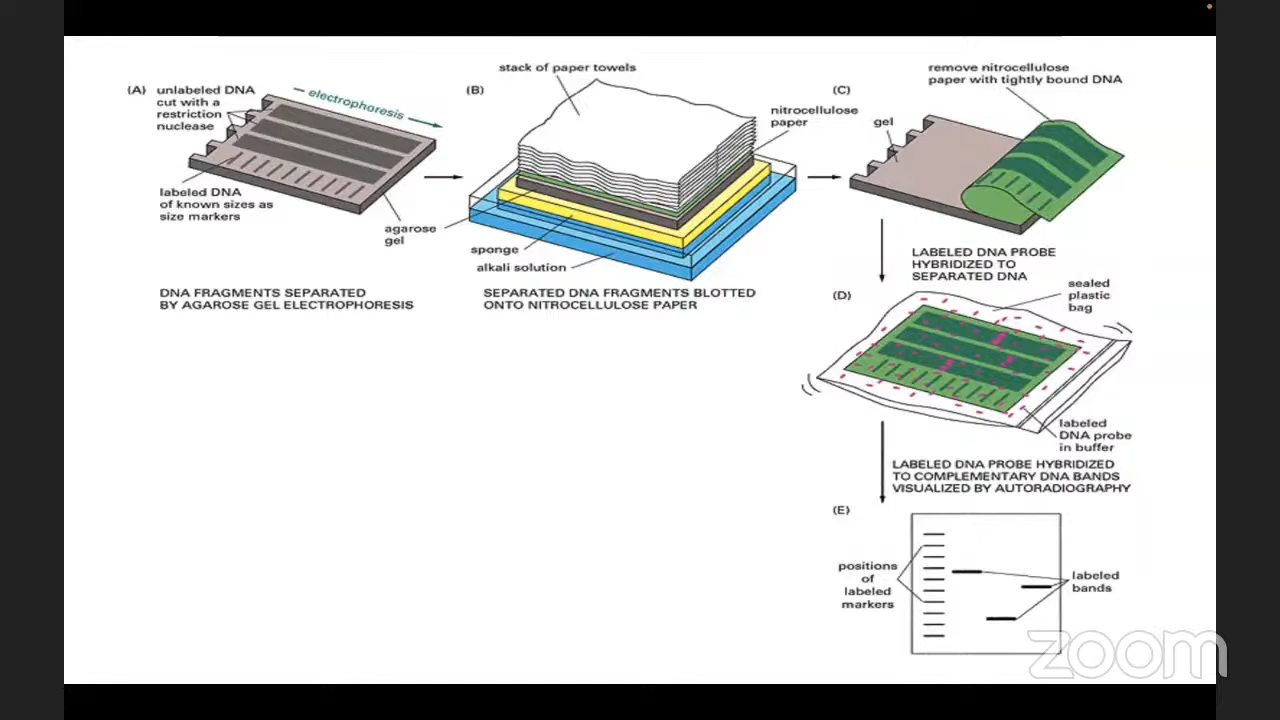 (A) unlabeled DNA
cut with a
restriction
nuclease
– electrophoresis +
labeled DNA
of known sizes as
size markers
agarose
gel
DNA FRAGMENTS SEPARATED
BY AGAROSE GEL ELECTROPHORESIS
(B)
stack of paper towels
nitrocellulose
paper
sponge
alkali solution
SEPARATED DNA FRAGMENTS BLOTTED
ONTO NITROCELLULOSE PAPER
(C)
remove nitrocellulose
paper with tightly bound DNA
gel
LABELED DNA PROBE
HYBRIDIZED TO
SEPARATED DNA
(D)
sealed
plastic
bag
labeled
DNA probe
in buffer
LABELED DNA PROBE HYBRIDIZED
TO COMPLEMENTARY DNA BANDS
VISUALIZED BY AUTORADIOGRAPHY
(E)
positions
of
labeled
markers
labeled
bands
zoom